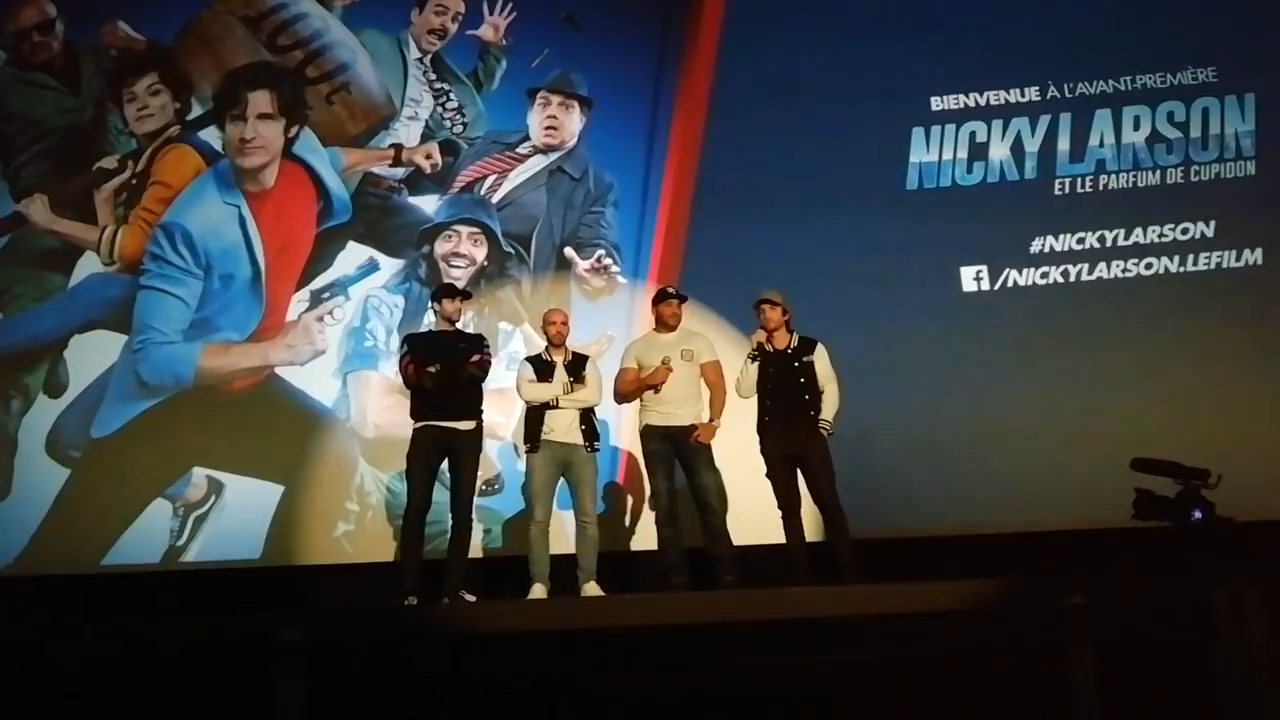 BIENVENUE À L'AVANT-PREMIÈRE
NICKY LARSON
ET LE PARFUM DE CUPIDON
#NICKYLARSON
/NICKYLARSON.LEFILM